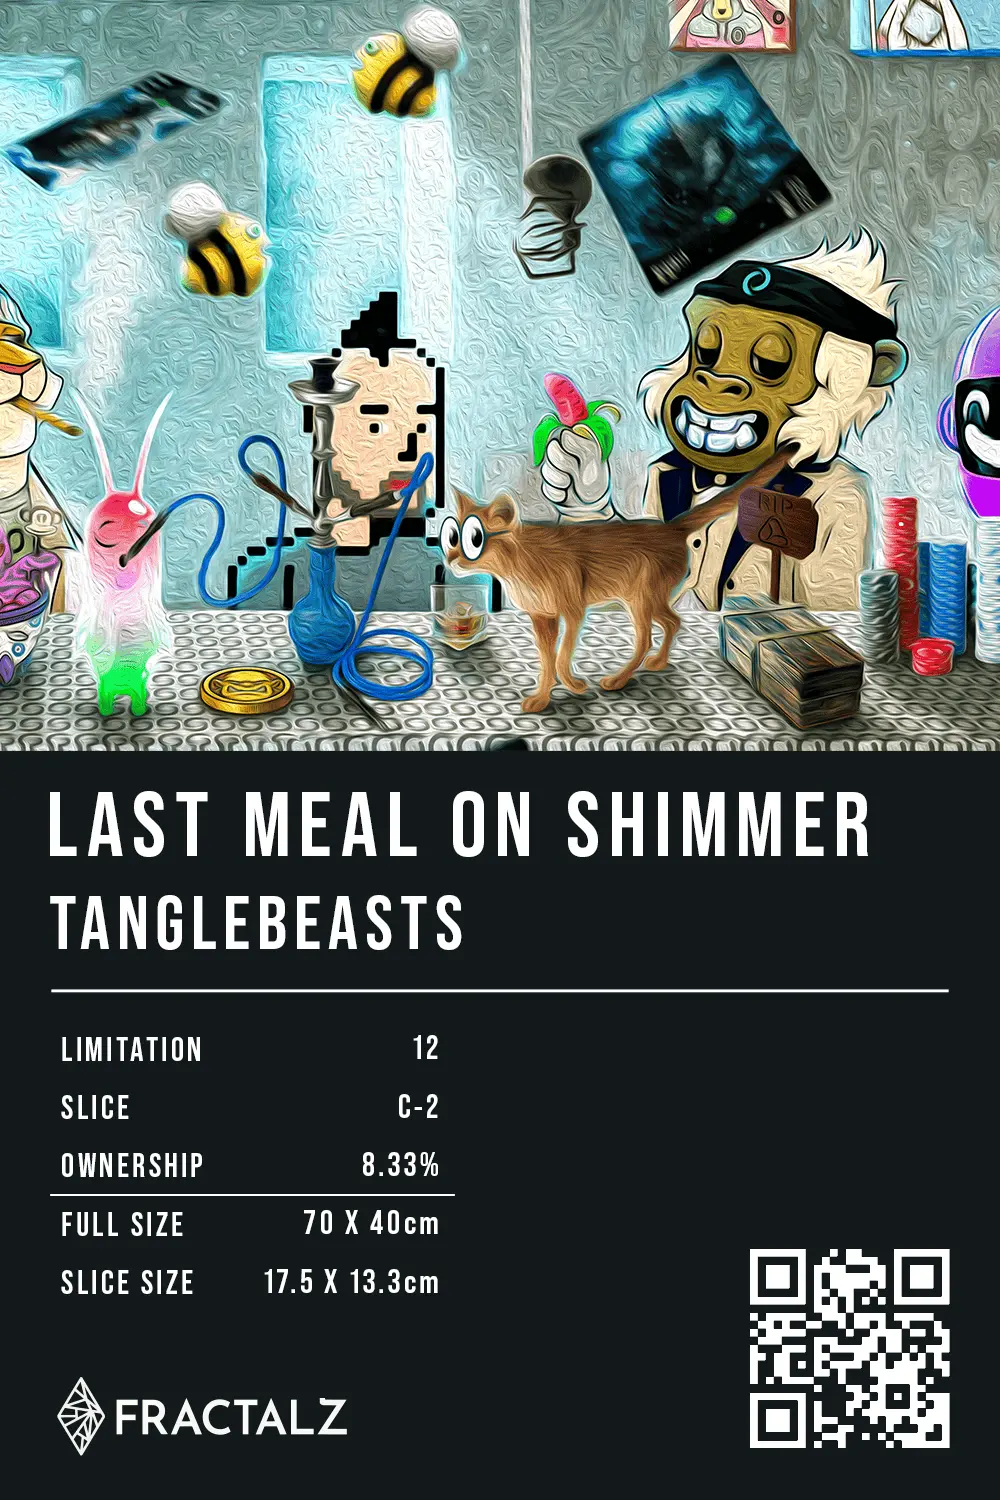 RIP
LAST MEAL ON SHIMMER
TANGLEBEASTS
LIMITATION 12
SLICE C-2
OWNERSHIP 8.33%
FULL SIZE 70 X 40cm
SLICE SIZE 17.5 X 13.3cm
FRACTALZ